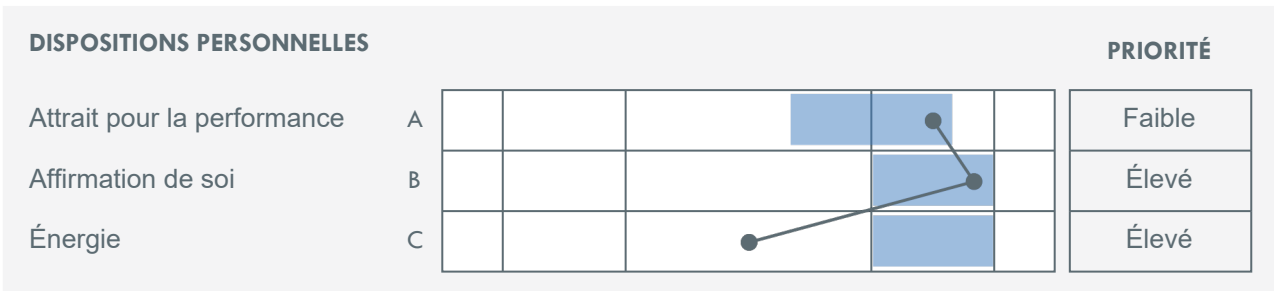 DISPOSITIONS PERSONNELLES
PRIORITÉ
Attrait pour la performance A Faible
Affirmation de soi B Élevé
Énergie C Élevé